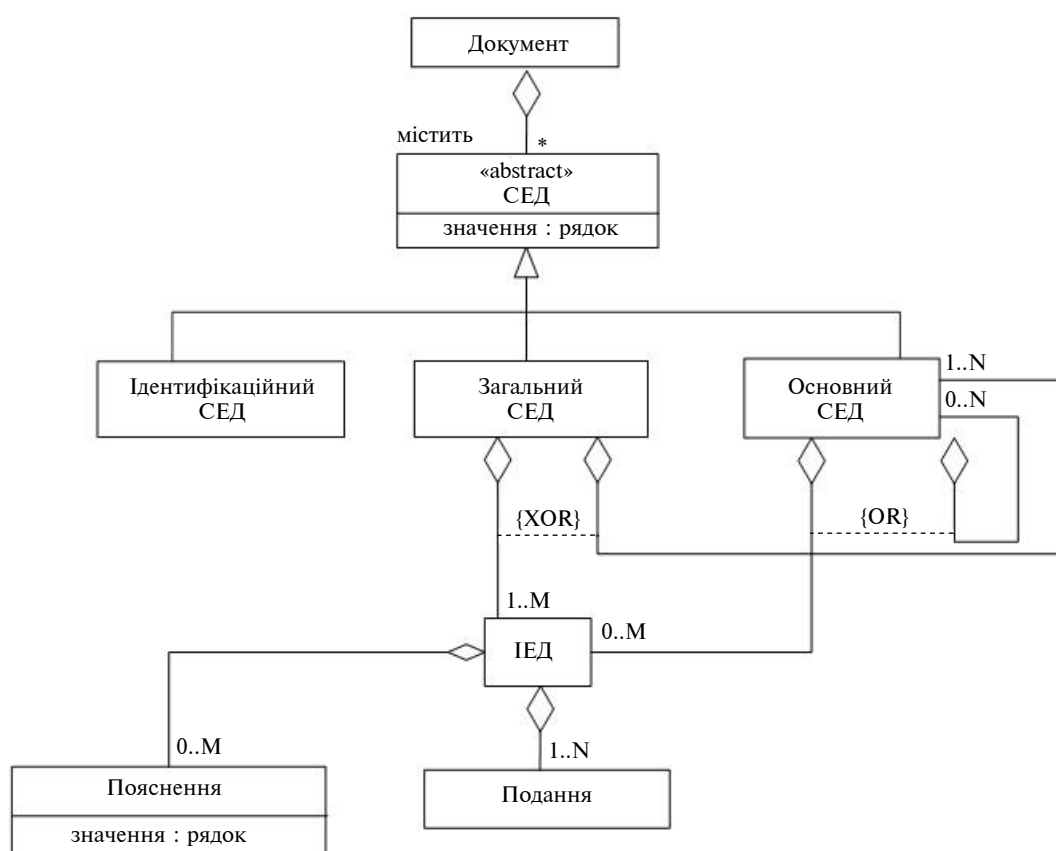 Документ
містить
*
«abstract»
СЕД
значення : рядок
Ідентифікаційний
СЕД
Загальний
СЕД
Основний
СЕД
1..N
0..N
{XOR}
{OR}
1..M
ІЕД
0..M
0..M
1..N
Пояснення
значення : рядок
Подання